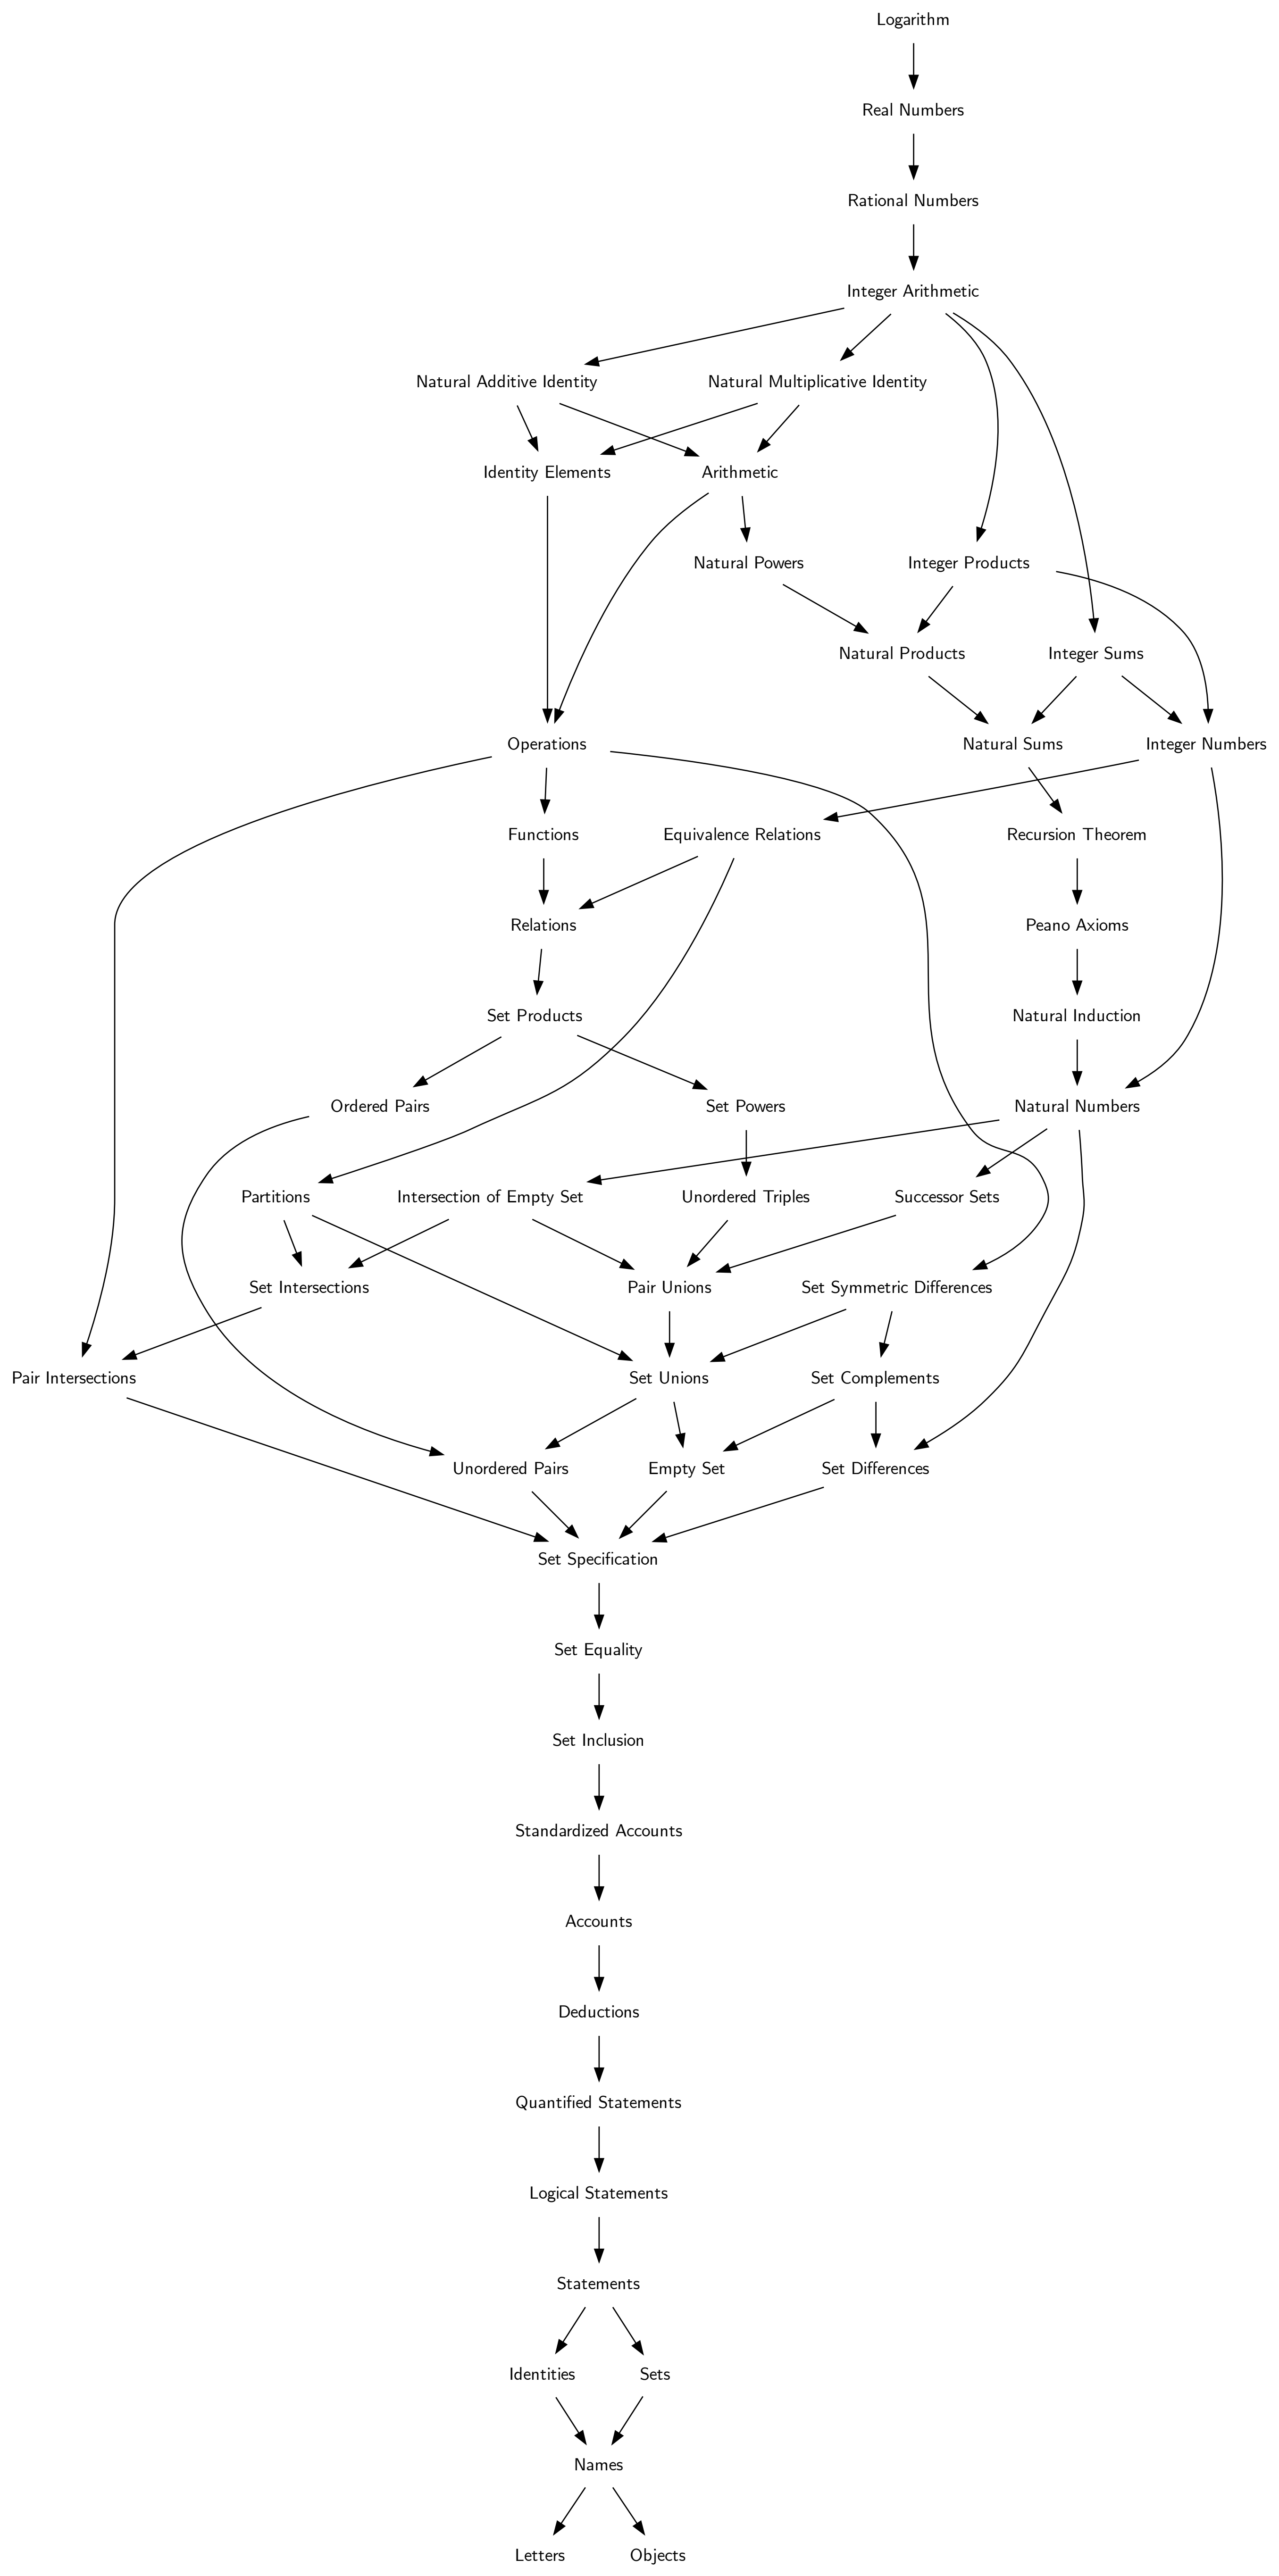 Logarithm
Real Numbers
Rational Numbers
Integer Arithmetic
Natural Additive Identity
Natural Multiplicative Identity
Identity Elements
Arithmetic
Natural Powers
Integer Products
Natural Products
Integer Sums
Operations
Natural Sums
Integer Numbers
Functions
Equivalence Relations
Recursion Theorem
Relations
Peano Axioms
Set Products
Natural Induction
Ordered Pairs
Set Powers
Natural Numbers
Partitions
Intersection of Empty Set
Unordered Triples
Successor Sets
Set Intersections
Pair Unions
Set Symmetric Differences
Pair Intersections
Set Unions
Set Complements
Unordered Pairs
Empty Set
Set Differences
Set Specification
Set Equality
Set Inclusion
Standardized Accounts
Accounts
Deductions
Quantified Statements
Logical Statements
Statements
Identities
Sets
Names
Letters
Objects